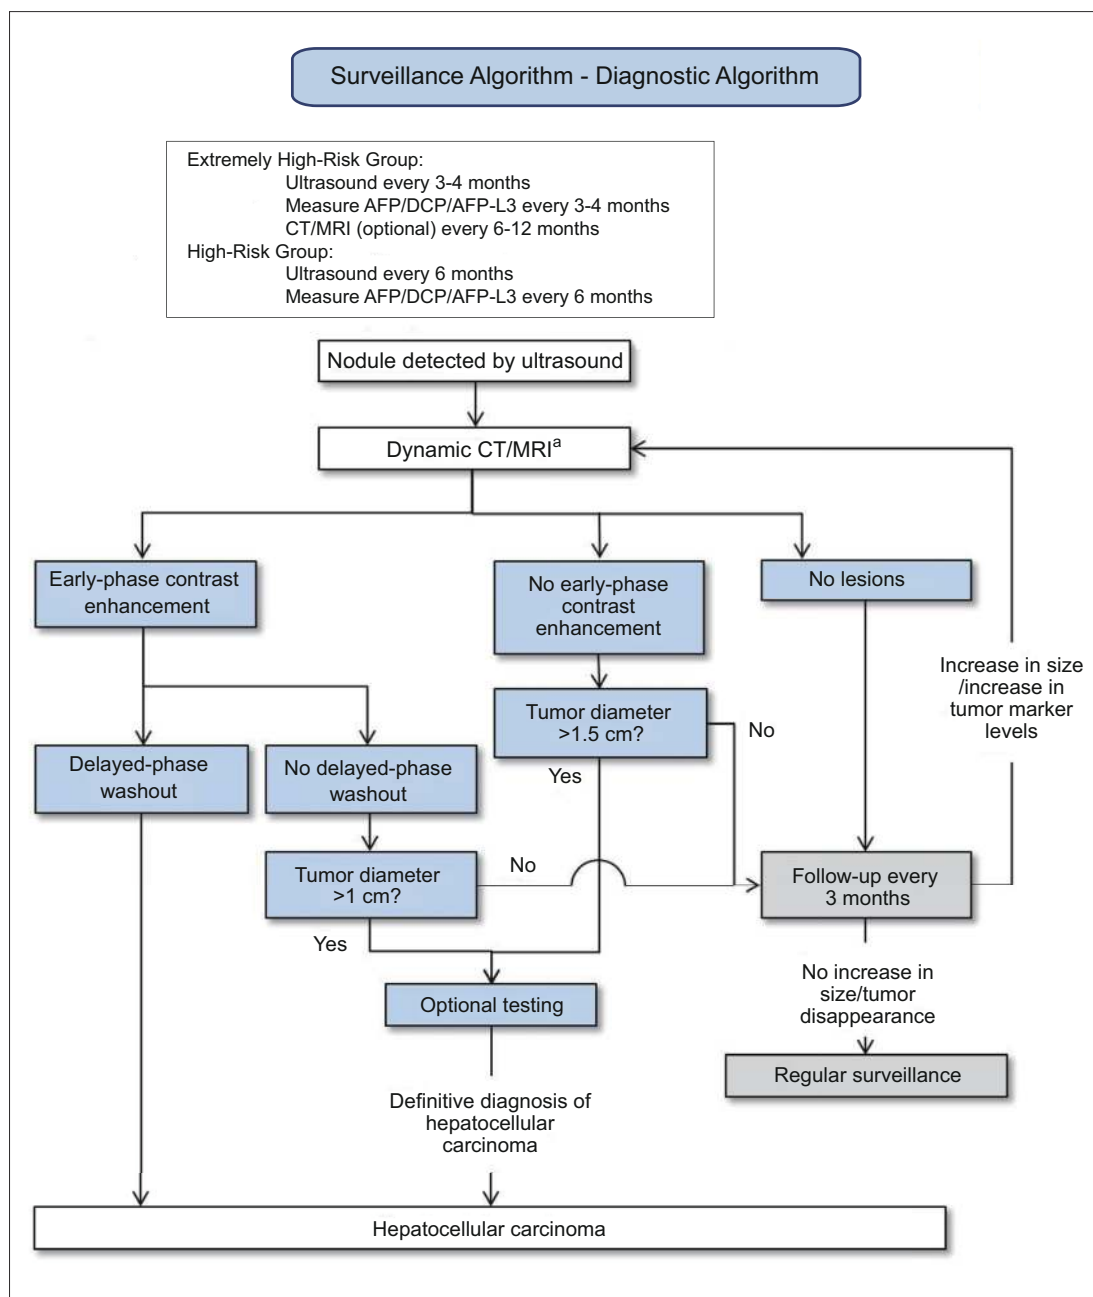 Surveillance Algorithm - Diagnostic Algorithm
Extremely High-Risk Group:
Ultrasound every 3-4 months
Measure AFP/DCP/AFP-L3 every 3-4 months
CT/MRI (optional) every 6-12 months
High-Risk Group:
Ultrasound every 6 months
Measure AFP/DCP/AFP-L3 every 6 months
Nodule detected by ultrasound
Dynamic CT/MRIa
Early-phase contrast
enhancement
No early-phase
contrast
enhancement
No lesions
Increase in size
/increase in
tumor marker
levels
Tumor diameter
>1.5 cm?
No
Yes
Delayed-phase
washout
No delayed-phase
washout
Tumor diameter
>1 cm?
No
Yes
Follow-up every
3 months
No increase in
size/tumor
disappearance
Optional testing
Regular surveillance
Definitive diagnosis of
hepatocellular
carcinoma
Hepatocellular carcinoma